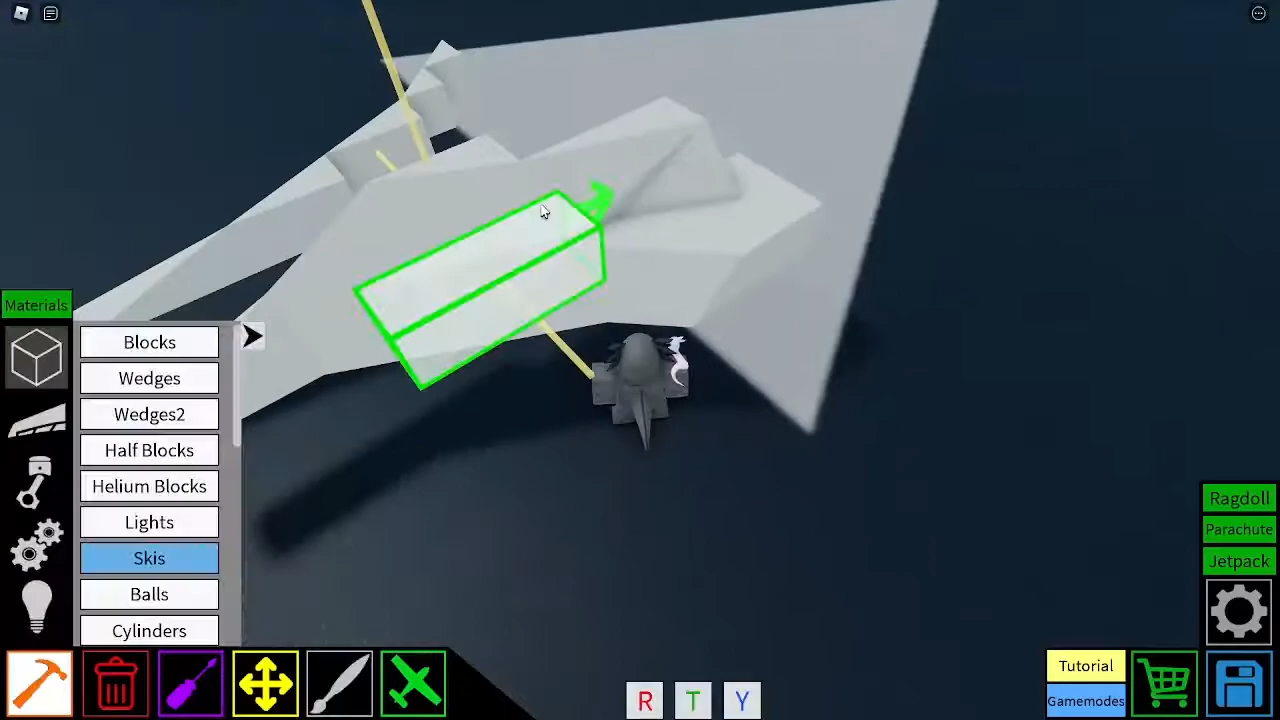 Materials
Blocks
Wedges
Wedges2
Half Blocks
Helium Blocks
Lights
Skis
Balls
Cylinders
Ragdoll
Parachute
Jetpack
Tutorial
Gamemodes
R T Y